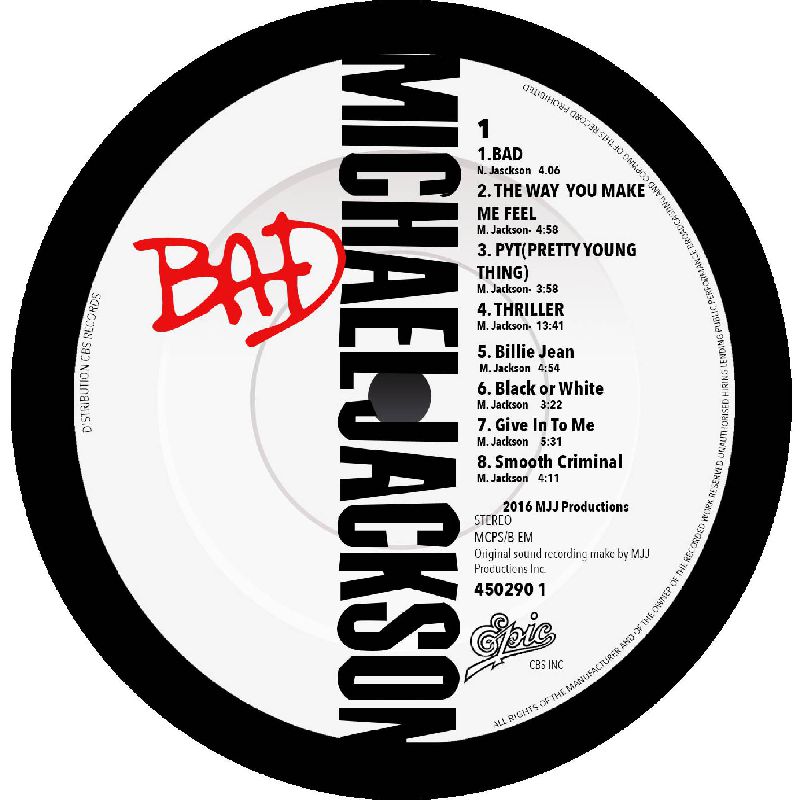 MICHAEL JACKSON
BAD
1
1.BAD
N. Jasckson 4.06
2. THE WAY YOU MAKE
ME FEEL
M. Jackson- 4:58
3. PYT(PRETTY YOUNG
THING)
M. Jackson- 3:58
4. THRILLER
M. Jackson- 13:41
5. Billie Jean
M. Jackson 4:54
6. Black or White
M. Jackson 3:22
7. Give In To Me
M. Jackson 5:31
8. Smooth Criminal
M. Jackson 4:11
2016 MJJ Productions
STEREO
MCPS/B EM
Original sound recording make by MJJ
Productions Inc.
450290 1
Epic
CBS INC
DISTRIBUTION CBS RECORDS
ALL RIGHTS OF THE MANUFACTURER AND OF THE OWNER OF THE RECORDED WORK RESERVED UNAUTHORISED HIRING LENDING PUBLIC PERFORMANCE BROADCASTING AND COPYING OF THIS RECORD PROHIBITED